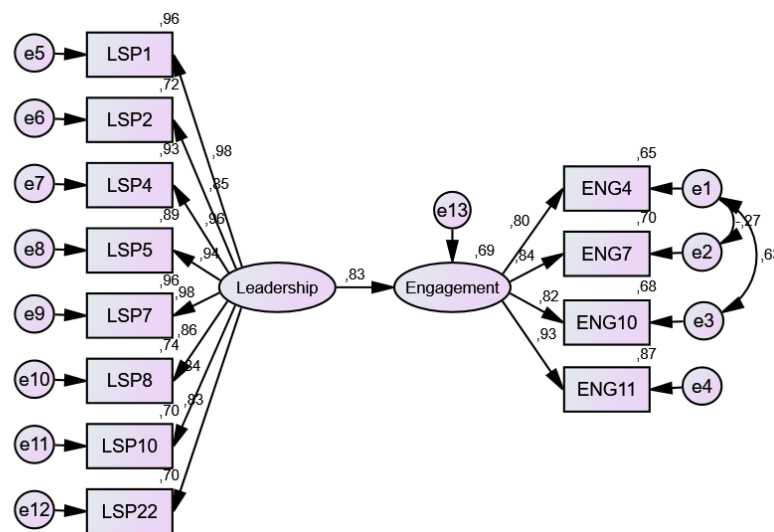 ,96
e5 LSP1
,72
e6 LSP2
,93
e7 LSP4
,89
e8 LSP5
,96
e9 LSP7
,74
e10 LSP8
,70
e11 LSP10
,70
e12 LSP22
,98
,85
,96
,94
,98
,86
,84
,83
Leadership
,83
e13
,69
Engagement
,80
,84
,82
,93
,65
ENG4 e1
,70
ENG7 e2
,68
ENG10 e3
,87
ENG11 e4
-,27